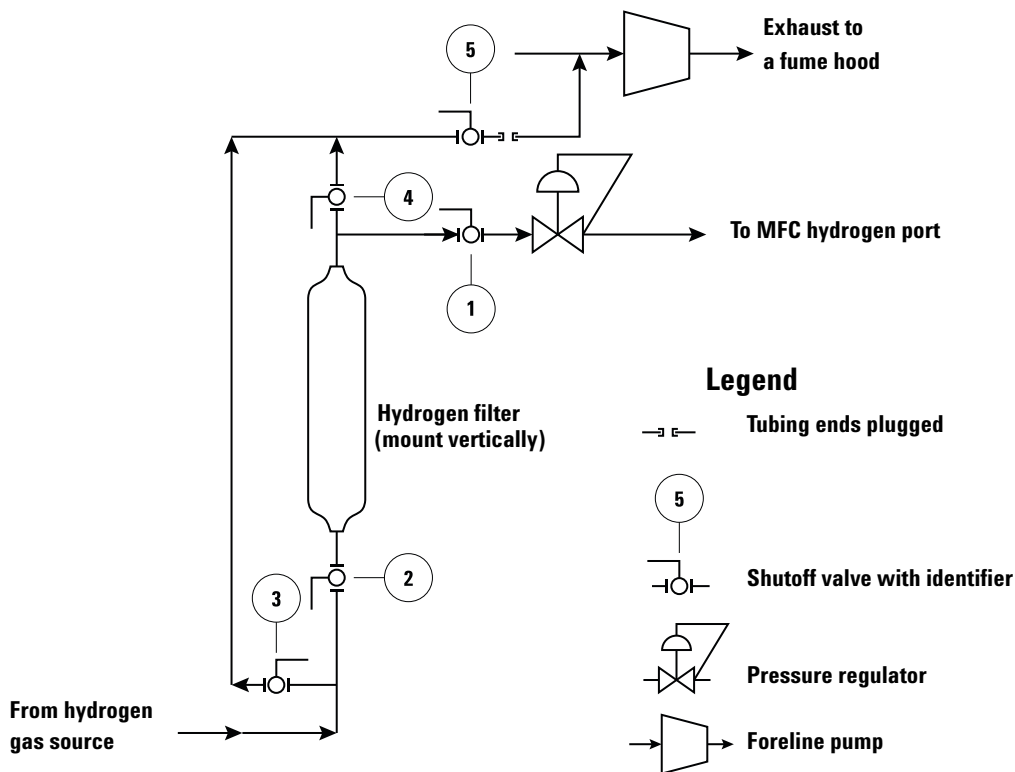 5
Exhaust to
a fume hood
4
1
To MFC hydrogen port
Hydrogen filter
(mount vertically)
2
3
From hydrogen
gas source
Legend
Tubing ends plugged
5
Shutoff valve with identifier
Pressure regulator
Foreline pump